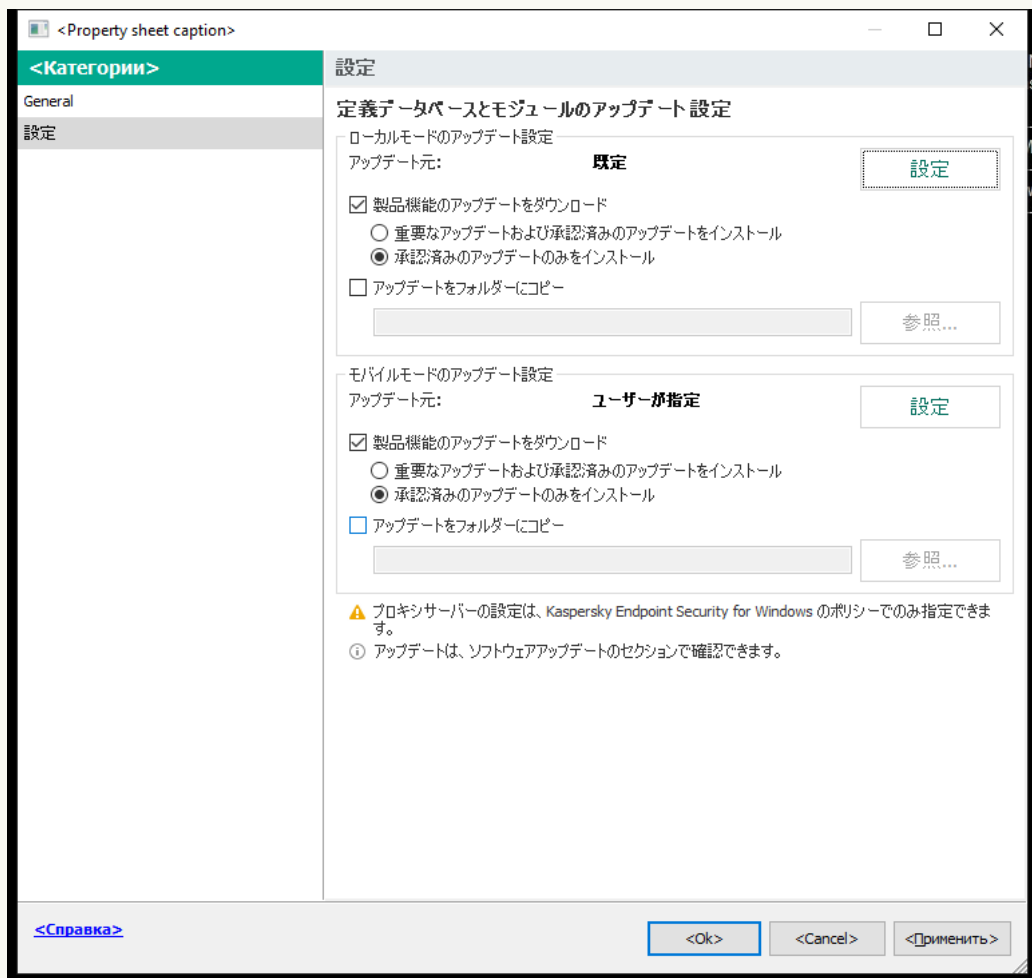 <Property sheet caption>
<Категории>
General
設定
設定
定義データベースとモジュールのアップデート 設定
ローカルモードのアップデート設定
アップデート元: 既定
設定
製品機能のアップデートをダウンロード
重要なアップデートおよび承認済みのアップデートをインストール
承認済みのアップデートのみをインストール
アップデートをフォルダーにコピー
参照...
モバイルモードのアップデート設定
アップデート元: ユーザーが指定
設定
製品機能のアップデートをダウンロード
重要なアップデートおよび承認済みのアップデートをインストール
承認済みのアップデートのみをインストール
アップデートをフォルダーにコピー
参照...
プロキシサーバーの設定は、Kaspersky Endpoint Security for Windows のポリシーでのみ指定できま
す。
アップデートは、ソフトウェアアップデートのセクションで確認できます。
<Справка>
<Ok>
<Cancel>
<Применить>